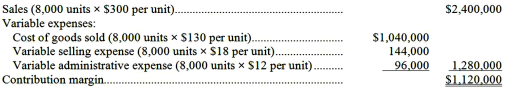 Sales (8,000 units × $300 per unit)........................................................ $2,400,000
Variable expenses:
Cost of goods sold (8,000 units × $130 per unit)............................... $1,040,000
Variable selling expense (8,000 units × $18 per unit)....................... 144,000
Variable administrative expense (8,000 units × $12 per unit).......... 96,000 1,280,000
Contribution margin................................................................................ $1,120,000